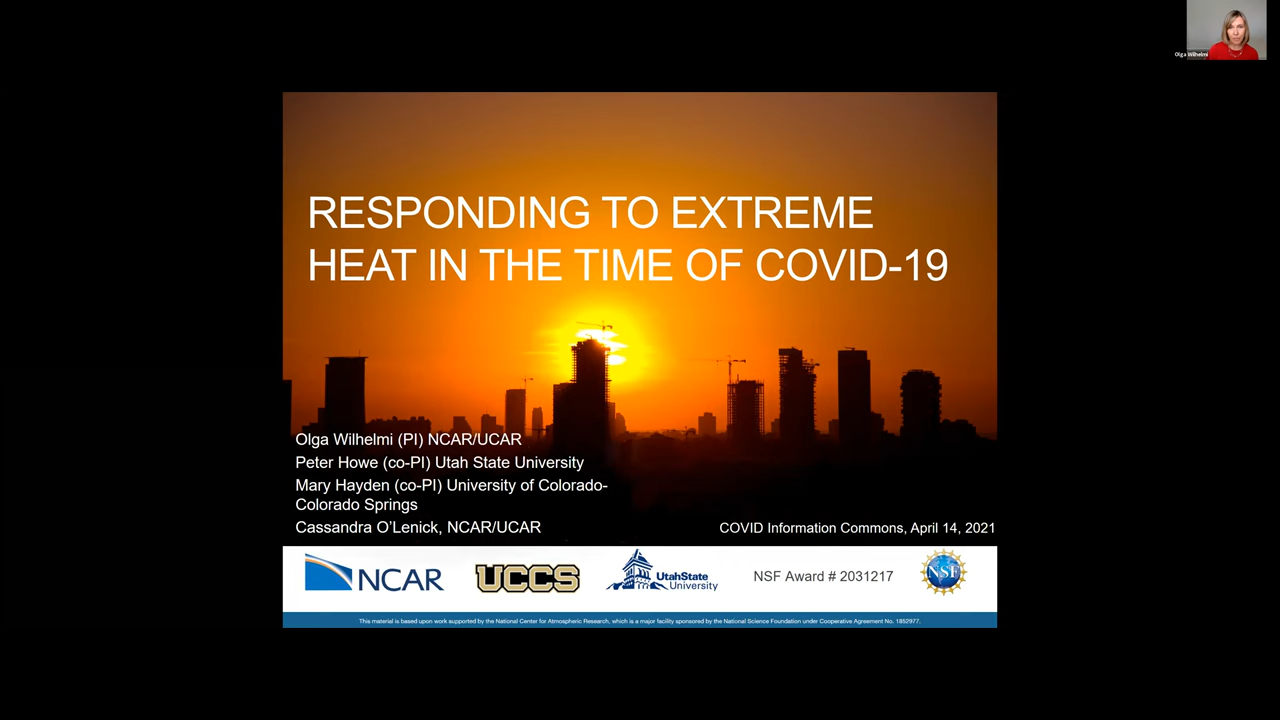 Olga Wilhelmi
RESPONDING TO EXTREME
HEAT IN THE TIME OF COVID-19
Olga Wilhelmi (PI) NCAR/UCAR
Peter Howe (co-PI) Utah State University
Mary Hayden (co-PI) University of Colorado-
Colorado Springs
Cassandra O'Lenick, NCAR/UCAR
COVID Information Commons, April 14, 2021
NCAR
UCCS
UtahState
University
NSF Award # 2031217
NSF
This material is based upon work supported by the National Center for Atmospheric Research, which is a major facility sponsored by the National Science Foundation under Cooperative Agreement No. 1852977.